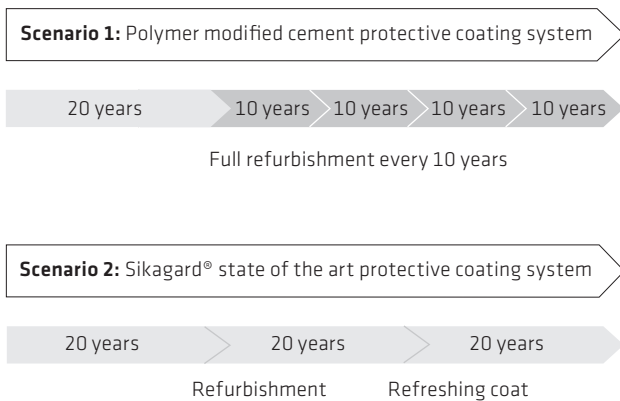 Scenario 1: Polymer modified cement protective coating system
20 years 10 years 10 years 10 years 10 years
Full refurbishment every 10 years
Scenario 2: Sikagard® state of the art protective coating system
20 years 20 years 20 years
Refurbishment Refreshing coat